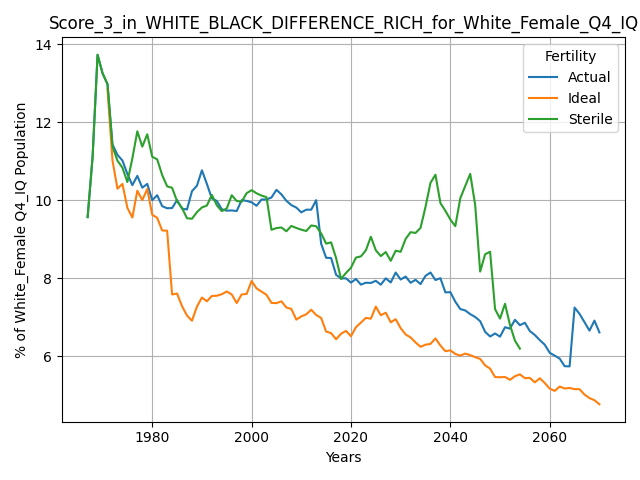 Score_3_in_WHITE_BLACK_DIFFERENCE_RICH_for_White_Female_Q4_IQ
Fertility
Actual
Ideal
Sterile
% of White_Female Q4_IQ Population
14
12
10
8
6
1980
2000
2020
2040
2060
Years